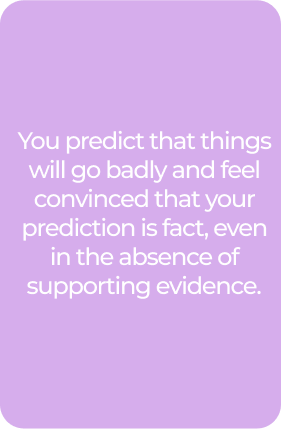 You predict that things
will go badly and feel
convinced that your
prediction is fact, even
in the absence of
supporting evidence.